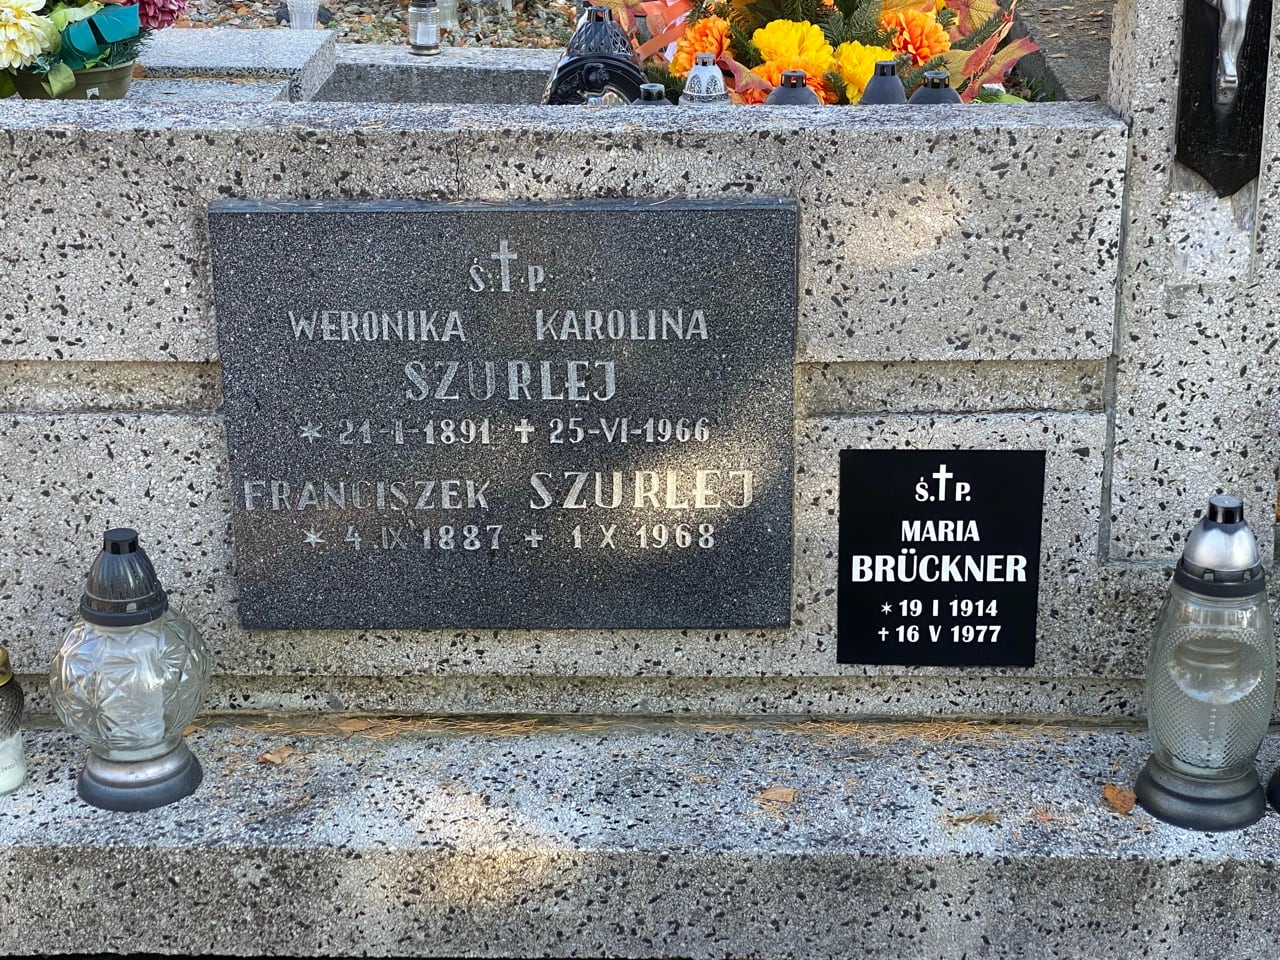 Ś.†P.
WERONIKA KAROLINA
SZURLEJ
* 21-I-1891 ✝ 25-VI-1966
FRANCISZEK SZURLEJ
* 4 IX 1887 + 1 X 1968
Ś.†P.
MARIA
BRÜCKNER
* 19 I 1914
+ 16 V 1977